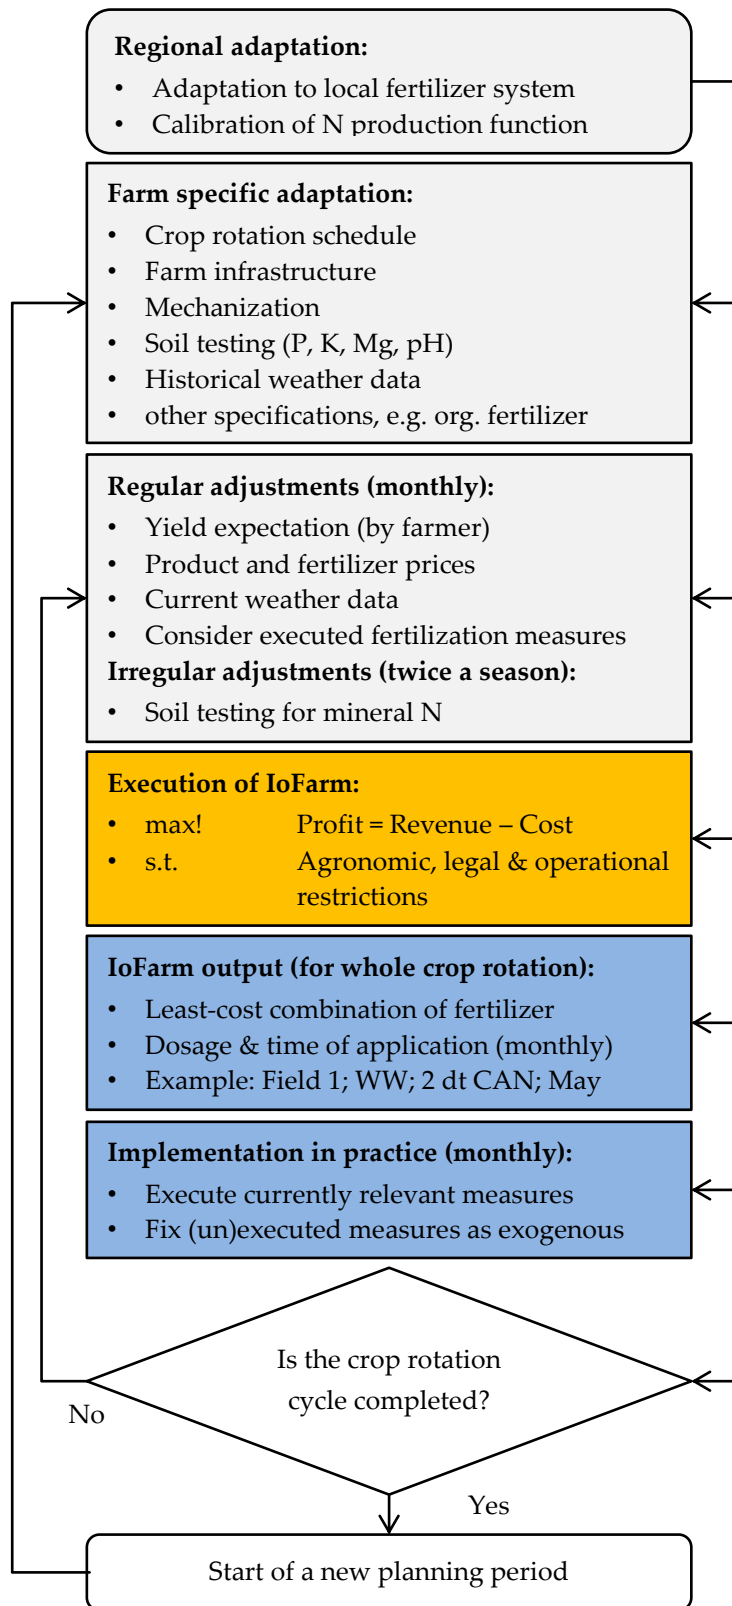 Regional adaptation:
• Adaptation to local fertilizer system
• Calibration of N production function
Farm specific adaptation:
• Crop rotation schedule
• Farm infrastructure
• Mechanization
• Soil testing (P, K, Mg, pH)
• Historical weather data
• other specifications, e.g. org. fertilizer
Regular adjustments (monthly):
• Yield expectation (by farmer)
• Product and fertilizer prices
• Current weather data
• Consider executed fertilization measures
Irregular adjustments (twice a season):
• Soil testing for mineral N
Execution of IoFarm:
• max! Profit = Revenue – Cost
• s.t. Agronomic, legal & operational
restrictions
IoFarm output (for whole crop rotation):
• Least-cost combination of fertilizer
• Dosage & time of application (monthly)
• Example: Field 1; WW; 2 dt CAN; May
Implementation in practice (monthly):
• Execute currently relevant measures
• Fix (un)executed measures as exogenous
Is the crop rotation
cycle completed?
No
Yes
Start of a new planning period